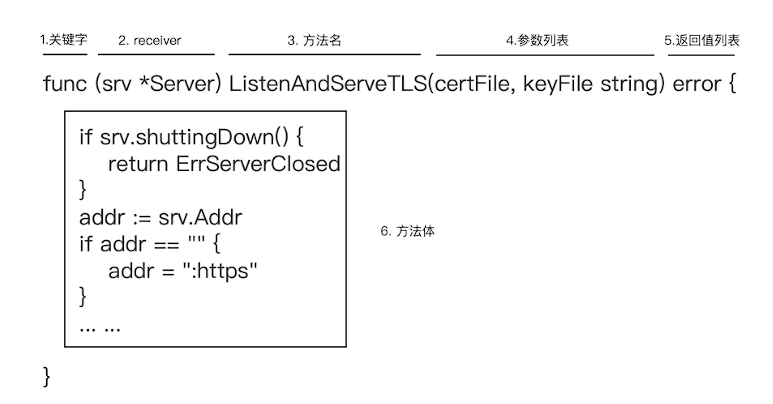 1.关键字 2. receiver 3. 方法名 4.参数列表 5.返回值列表
func (srv *Server) ListenAndServeTLS(certFile, keyFile string) error {
if srv.shuttingDown() {
return ErrServerClosed
}
addr := srv.Addr
if addr == "" {
addr = ":https"
}
... ...
6. 方法体
}